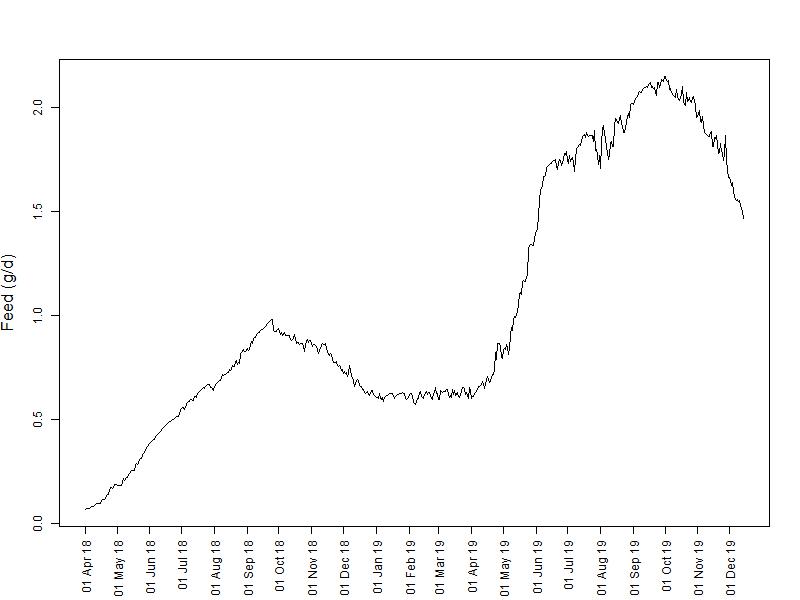 Feed (g/d)
2.0
1.5
1.0
0.5
0.0
01 Apr 18
01 May 18
01 Jun 18
01 Jul 18
01 Aug 18
01 Sep 18
01 Oct 18
01 Nov 18
01 Dec 18
01 Jan 19
01 Feb 19
01 Mar 19
01 Apr 19
01 May 19
01 Jun 19
01 Jul 19
01 Aug 19
01 Sep 19
01 Oct 19
01 Nov 19
01 Dec 19